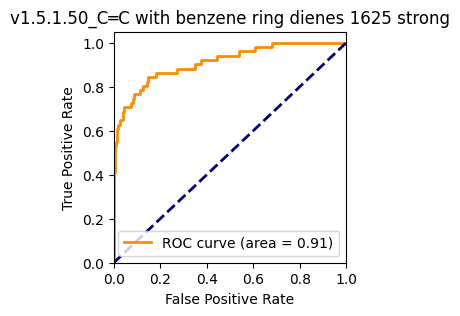 v1.5.1.50_C=C with benzene ring dienes 1625 strong
1.0
0.8
0.6
0.4
0.2
0.0
True Positive Rate
ROC curve (area = 0.91)
0.0 0.2 0.4 0.6 0.8 1.0
False Positive Rate